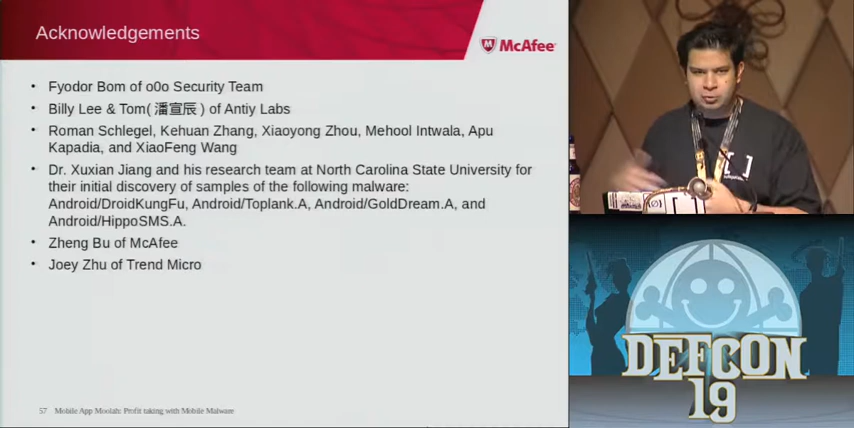 Acknowledgements
McAfee
• Fyodor Bom of o0o Security Team
• Billy Lee & Tom( 潘宣辰 ) of Antiy Labs
• Roman Schlegel, Kehuan Zhang, Xiaoyong Zhou, Mehool Intwala, Apu
Kapadia, and XiaoFeng Wang
• Dr. Xuxian Jiang and his research team at North Carolina State University for
their initial discovery of samples of the following malware:
Android/DroidKungFu, Android/Toplank.A, Android/GoldDream.A, and
Android/HippoSMS.A.
• Zheng Bu of McAfee
• Joey Zhu of Trend Micro
57 Mobile App Moolah: Profit taking with Mobile Malware
DEFCON
19